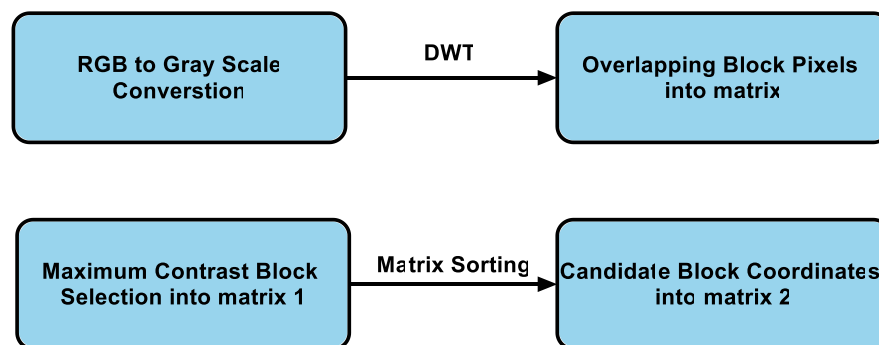 RGB to Gray Scale
Converstion
DWT
Overlapping Block Pixels
into matrix
Maximum Contrast Block
Selection into matrix 1
Matrix Sorting
Candidate Block Coordinates
into matrix 2